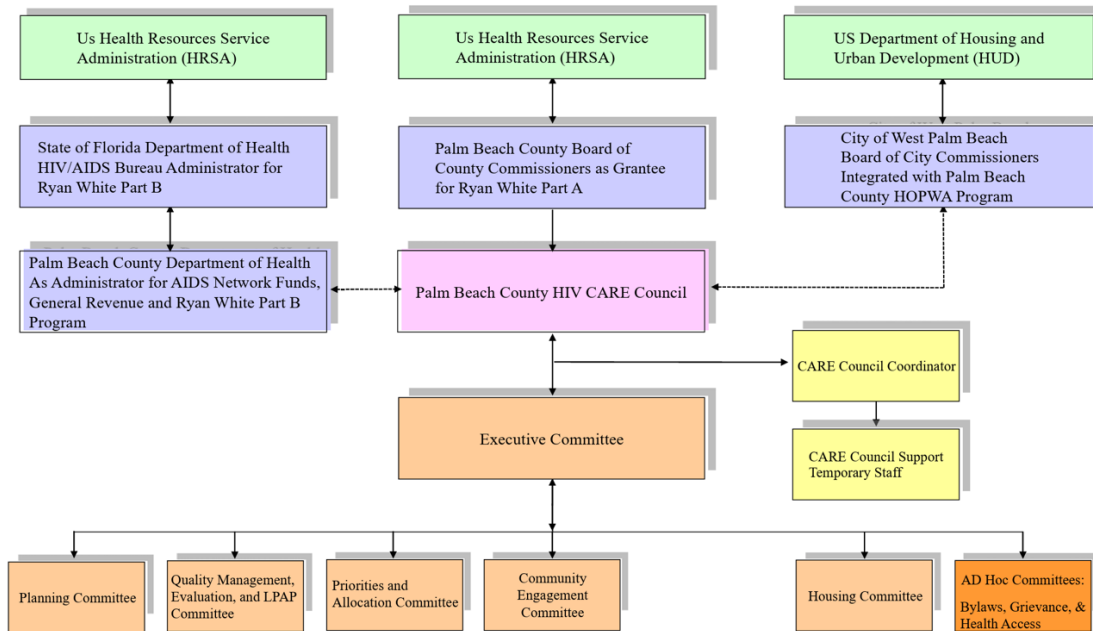 Us Health Resources Service
Administration (HRSA)
Us Health Resources Service
Administration (HRSA)
US Department of Housing and
Urban Development (HUD)
State of Florida Department of Health
HIV/AIDS Bureau Administrator for
Ryan White Part B
Palm Beach County Board of
County Commissioners as Grantee
for Ryan White Part A
City of West Palm Beach
Board of City Commissioners
Integrated with Palm Beach
County HOPWA Program
Palm Beach County Department of Health
As Administrator for AIDS Network Funds,
General Revenue and Ryan White Part B
Program
Palm Beach County HIV CARE Council
CARE Council Coordinator
Executive Committee
CARE Council Support
Temporary Staff
Planning Committee
Quality Management,
Evaluation, and LPAP
Committee
Priorities and
Allocation Committee
Community
Engagement
Committee
Housing Committee
AD Hoc Committees:
Bylaws, Grievance, &
Health Access